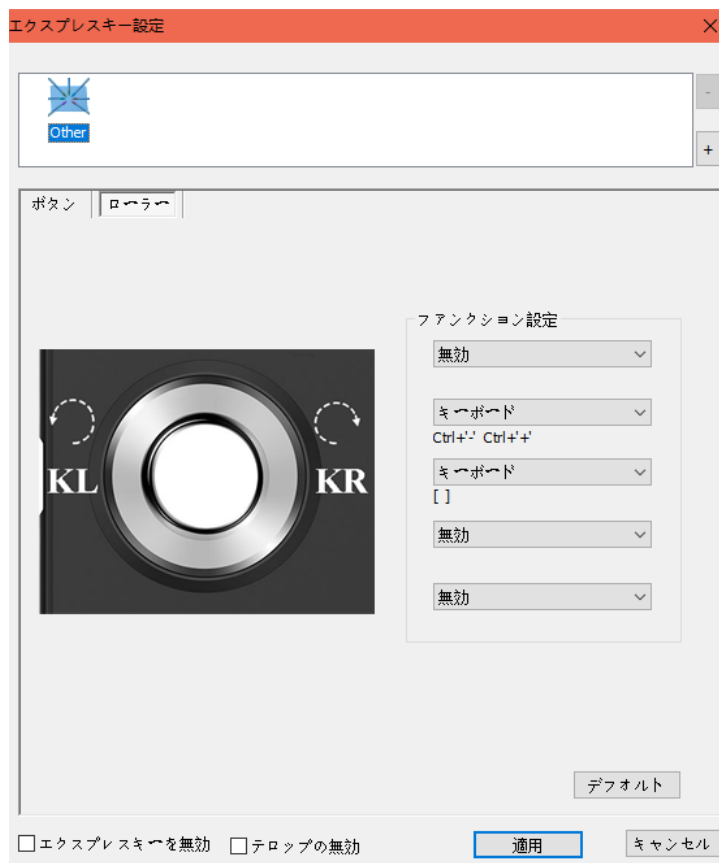 エクスプレスキー設定
Other
-
+
ボタン ローラー
ファンクション設定
無効
キーボード
Ctrl+'-' Ctrl+'+'
キーボード
[ ]
無効
無効
KL KR
デフォルト
エクスプレスキーを無効 テロップの無効 適用 キャンセル